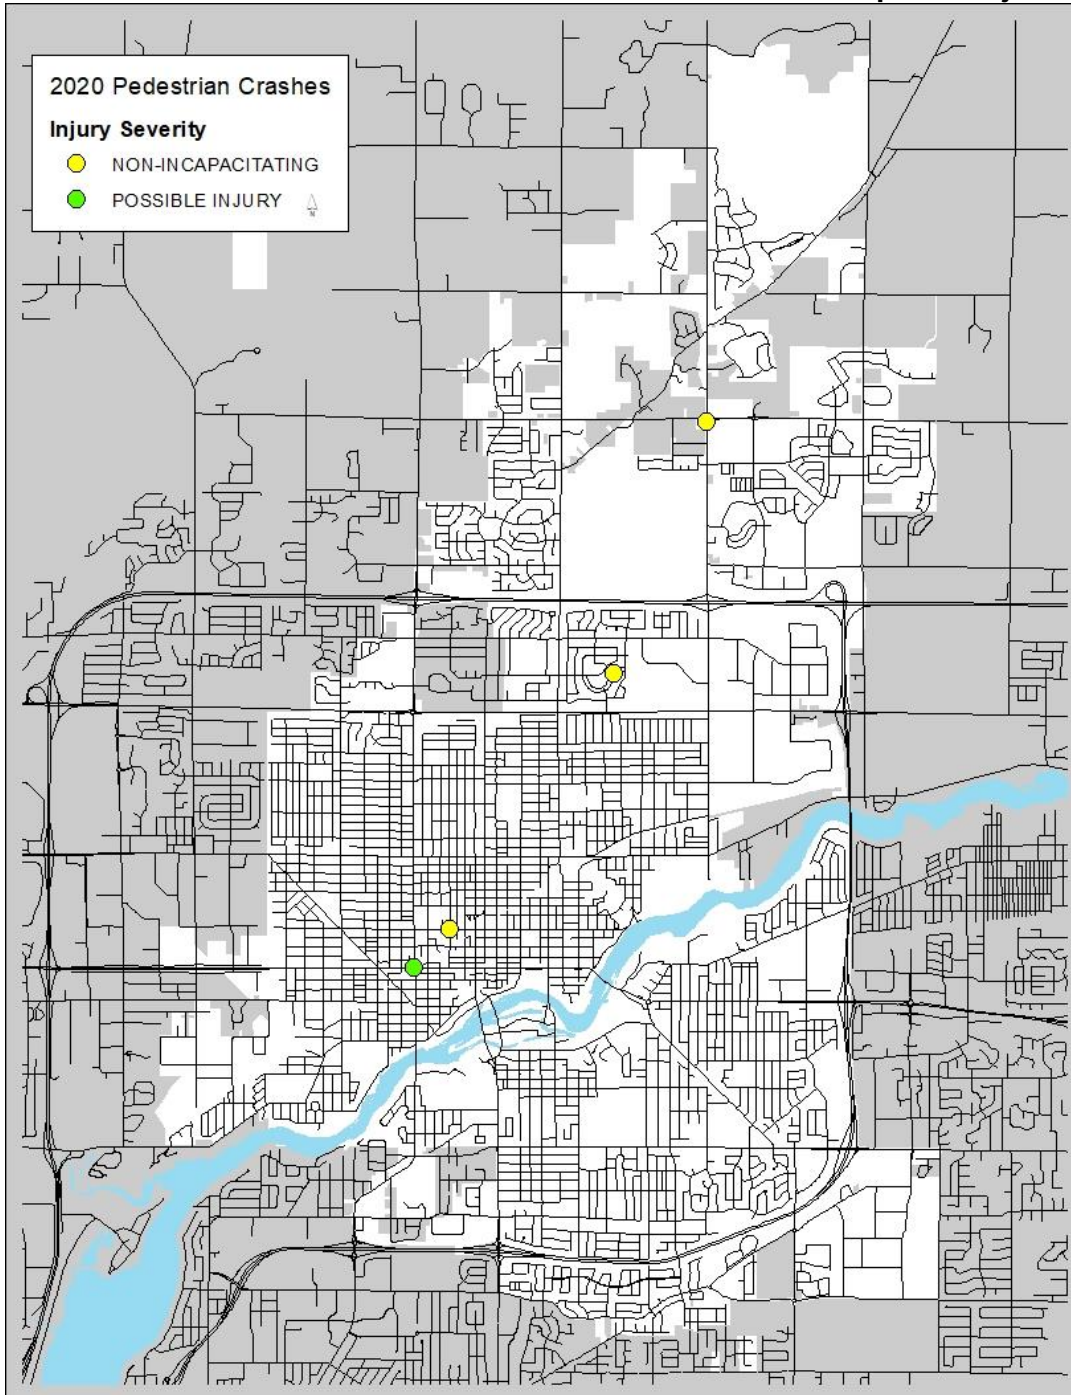 2020 Pedestrian Crashes
Injury Severity
NON-INCAPACITATING
POSSIBLE INJURY
N